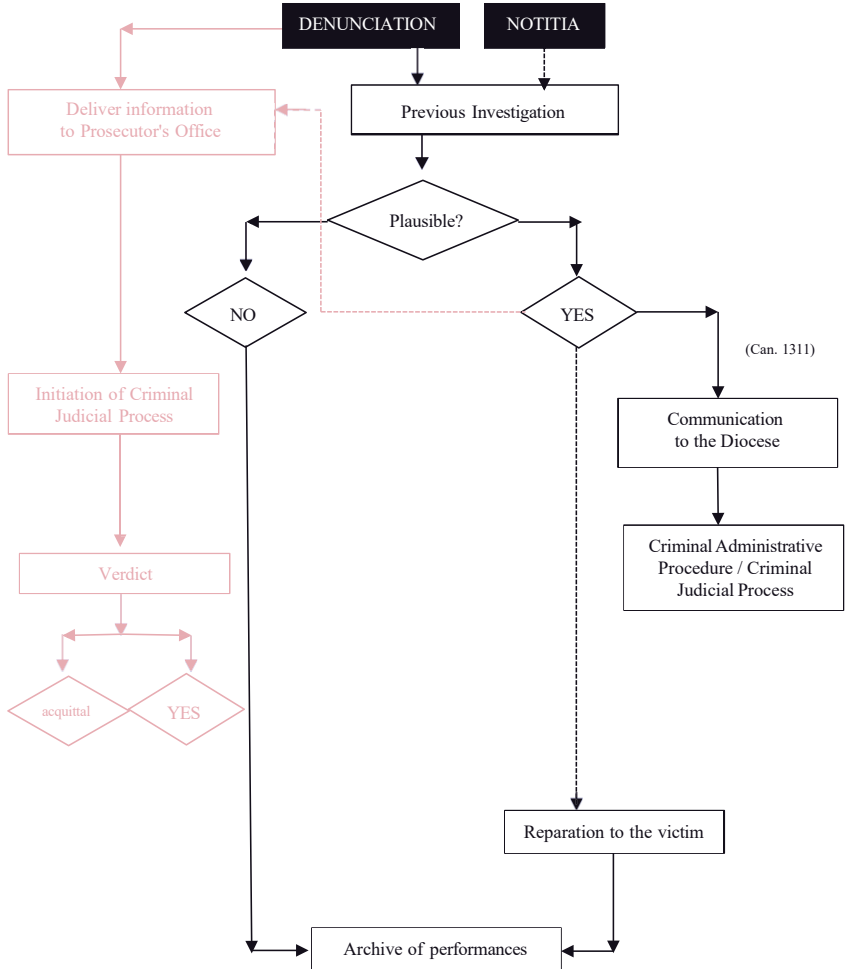 DENUNCIATION
NOTITIA
Deliver information
to Prosecutor's Office
Previous Investigation
Plausible?
NO
YES
(Can. 1311)
Initiation of Criminal
Judicial Process
Communication
to the Diocese
Criminal Administrative
Procedure / Criminal
Judicial Process
Verdict
acquittal
YES
Reparation to the victim
Archive of performances